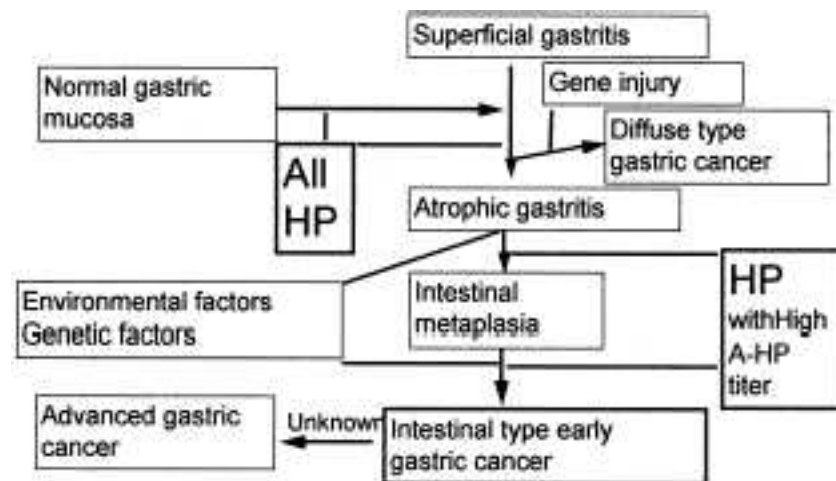 Superficial gastritis
Normal gastric
mucosa
Gene injury
Diffuse type
gastric cancer
All
HP
Atrophic gastritis
Environmental factors
Genetic factors
Intestinal
metaplasia
HP
withHigh
A-HP
titer
Advanced gastric
cancer
Unknown
Intestinal type early
gastric cancer